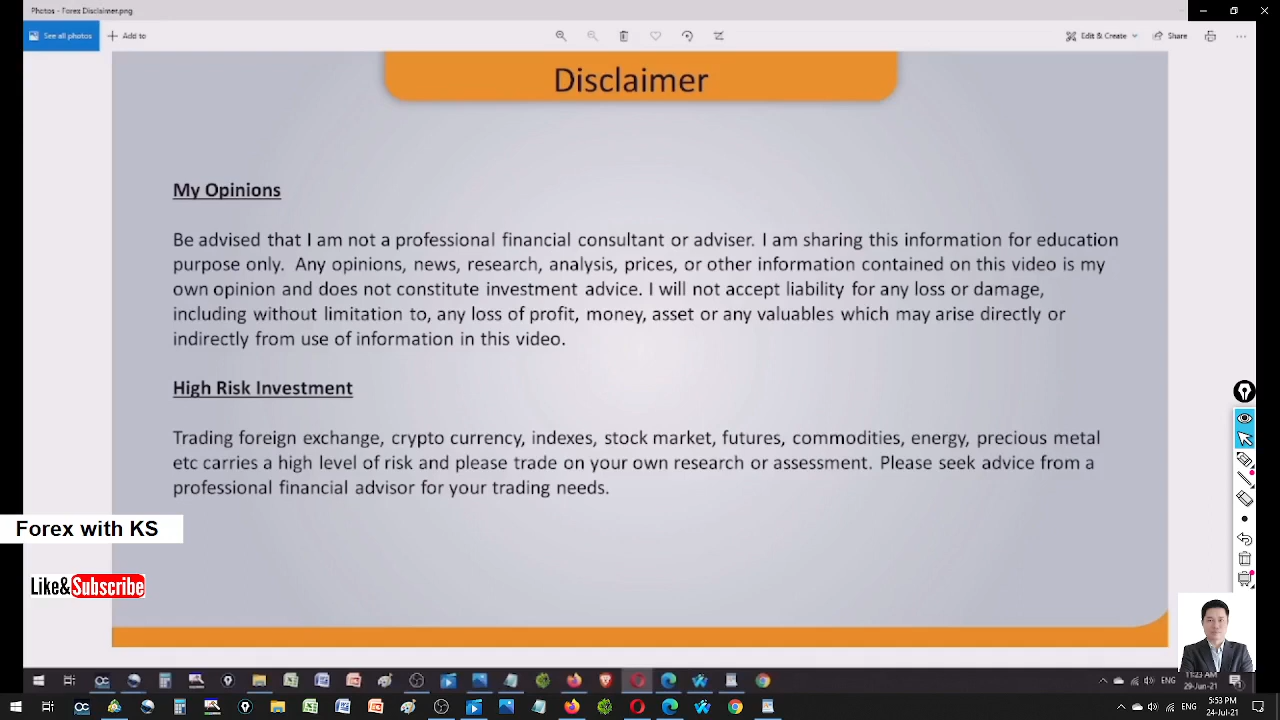 Photos - Forex Disclaimer.png
See all photos
Add to
Edit & Create
Share
Disclaimer
My Opinions
Be advised that I am not a professional financial consultant or adviser. I am sharing this information for education
purpose only. Any opinions, news, research, analysis, prices, or other information contained on this video is my
own opinion and does not constitute investment advice. I will not accept liability for any loss or damage,
including without limitation to, any loss of profit, money, asset or any valuables which may arise directly or
indirectly from use of information in this video.
High Risk Investment
Trading foreign exchange, crypto currency, indexes, stock market, futures, commodities, energy, precious metal
etc carries a high level of risk and please trade on your own research or assessment. Please seek advice from a
professional financial advisor for your trading needs.
Forex with KS
Like&Subscribe
ENG
11:23 AM
29-Jun-21
ENG
5:53 PM
24-Jul-21